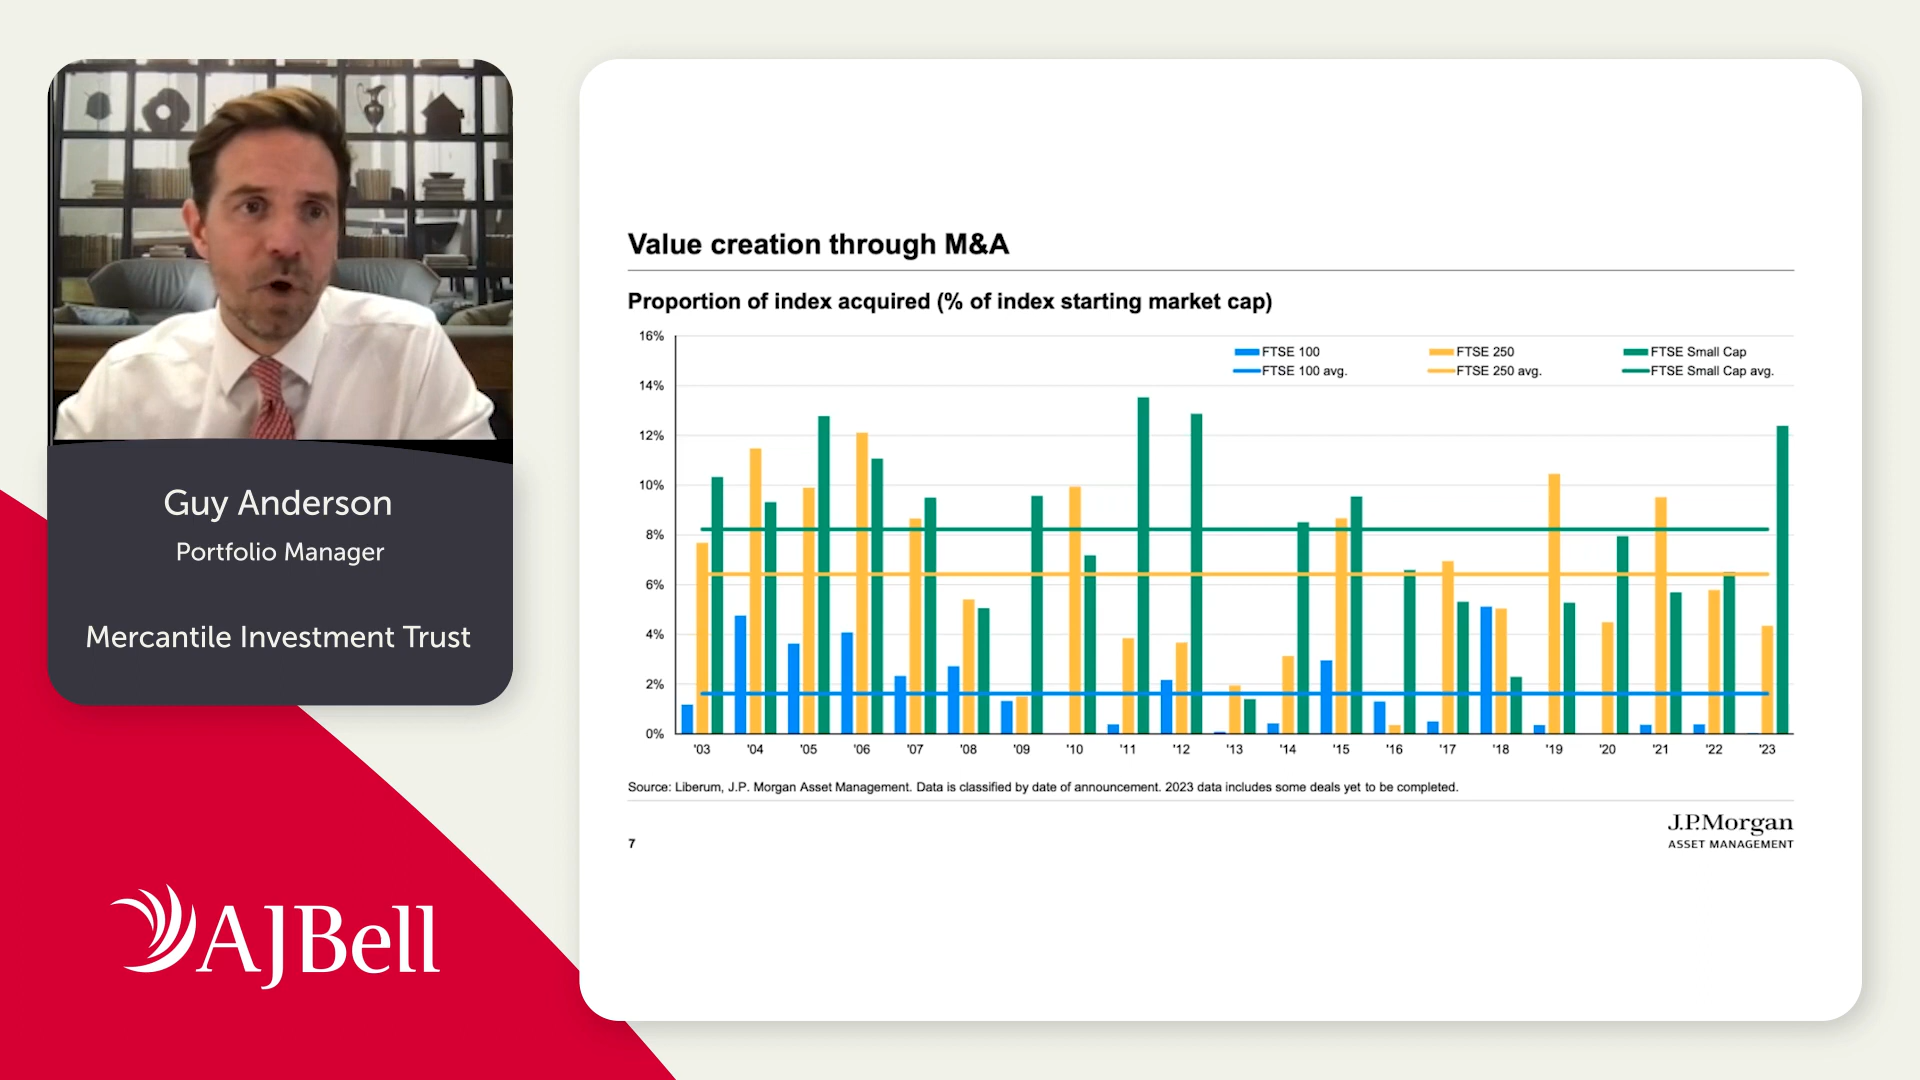 Guy Anderson
Portfolio Manager
Mercantile Investment Trust
AJBell
Value creation through M&A
Proportion of index acquired (% of index starting market cap)
16%
14%
12%
10%
8%
6%
4%
2%
0%
FTSE 100 FTSE 250 FTSE Small Cap
FTSE 100 avg. FTSE 250 avg. FTSE Small Cap avg.
'03 '04 '05 '06 '07 '08 '09 '10 '11 '12 '13 '14 '15 '16 '17 '18 '19 '20 '21 '22 '23
Source: Liberum, J.P. Morgan Asset Management. Data is classified by date of announcement. 2023 data includes some deals yet to be completed.
7
J.P.Morgan
ASSET MANAGEMENT